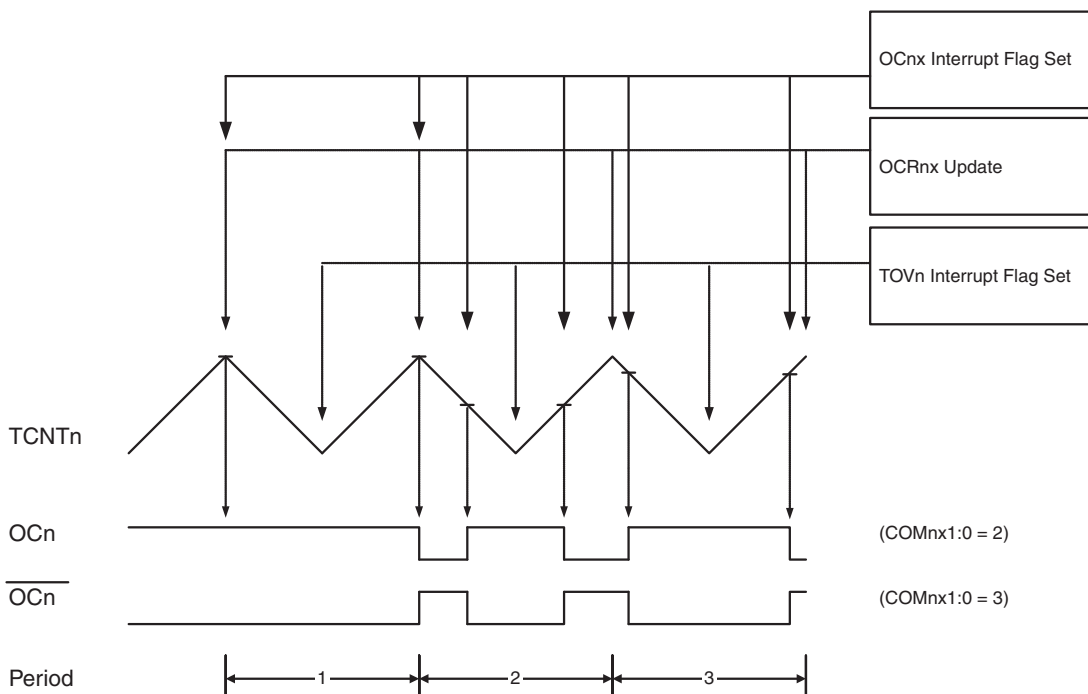 OCnx Interrupt Flag Set
OCRnx Update
TOVn Interrupt Flag Set
TCNTn
OCn
(COMnx1:0 = 2)
OCn
(COMnx1:0 = 3)
Period
1
2
3